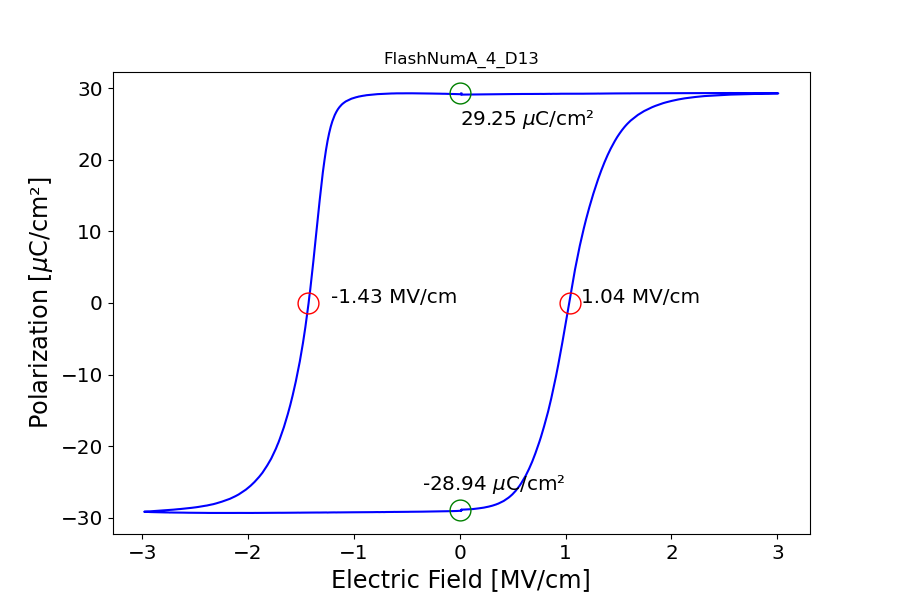 FlashNumA_4_D13
30
29.25 μC/cm²
20
10
0
-1.43 MV/cm
1.04 MV/cm
−10
−20
-28.94 μC/cm²
−30
−3
−2
−1
0
1
2
3
Electric Field [MV/cm]
Polarization [μC/cm²]